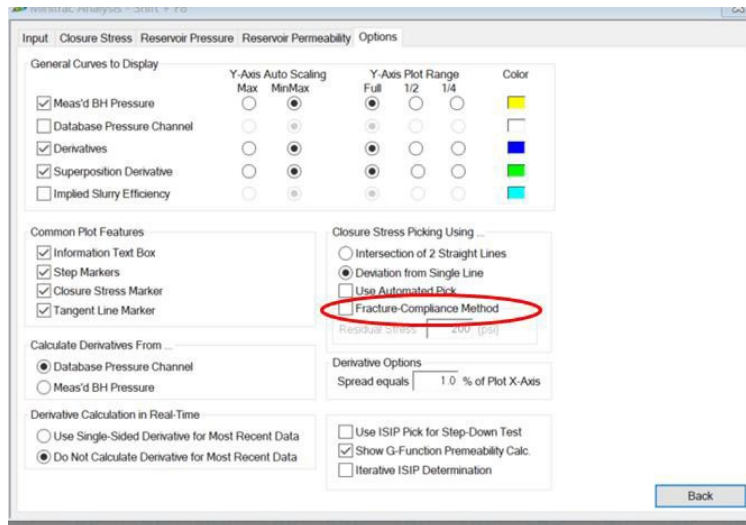 Minifrac Analysis - Shift + F8
Input Closure Stress Reservoir Pressure Reservoir Permeability Options
General Curves to Display
Y-Axis Auto Scaling Y-Axis Plot Range Color
Max MinMax Full 1/2 1/4
Meas'd BH Pressure
Database Pressure Channel
Derivatives
Superposition Derivative
Implied Slurry Efficiency
Common Plot Features
Information Text Box
Step Markers
Closure Stress Marker
Tangent Line Marker
Closure Stress Picking Using ...
Intersection of 2 Straight Lines
Deviation from Single Line
Use Automated Pick
Fracture-Compliance Method
Residual Stress 200 (psi)
Calculate Derivatives From ...
Database Pressure Channel
Meas'd BH Pressure
Derivative Options
Spread equals 1.0 % of Plot X-Axis
Derivative Calculation in Real-Time
Use Single-Sided Derivative for Most Recent Data
Do Not Calculate Derivative for Most Recent Data
Use ISIP Pick for Step-Down Test
Show G-Function Premeability Calc.
Iterative ISIP Determination
Back